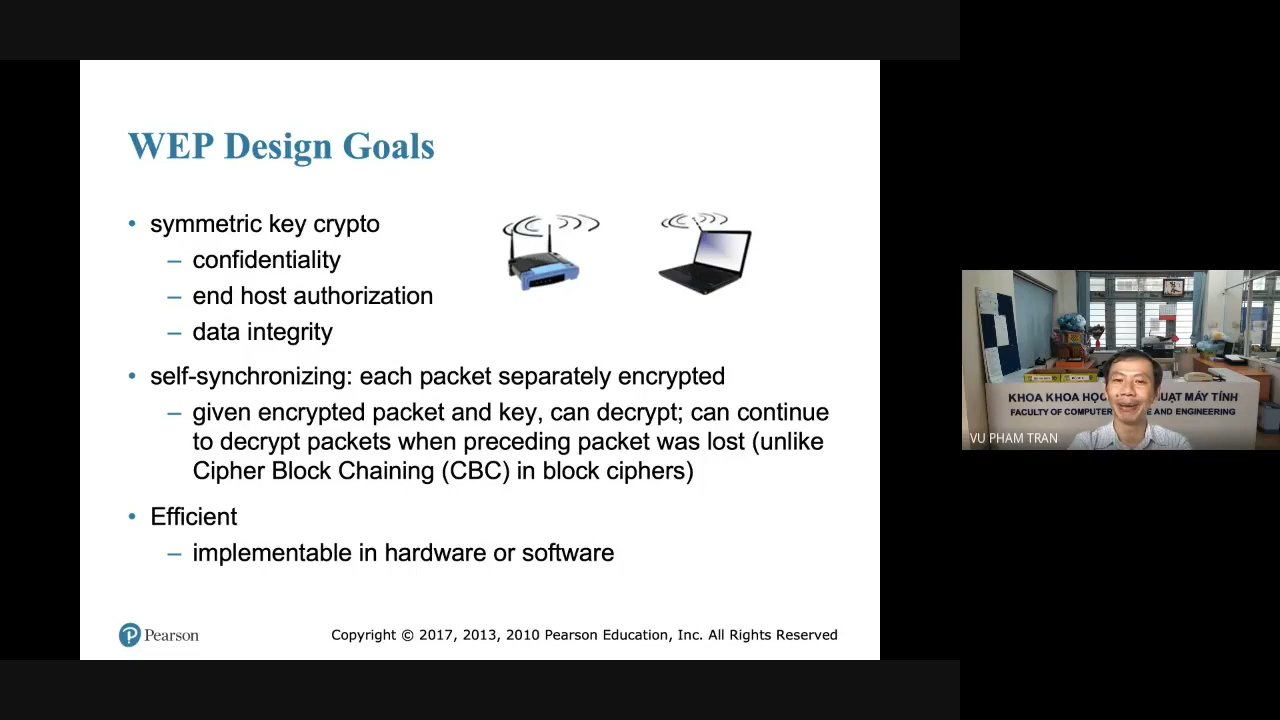 WEP Design Goals
• symmetric key crypto
– confidentiality
– end host authorization
– data integrity
• self-synchronizing: each packet separately encrypted
– given encrypted packet and key, can decrypt; can continue
to decrypt packets when preceding packet was lost (unlike
Cipher Block Chaining (CBC) in block ciphers)
• Efficient
– implementable in hardware or software
Pearson
Copyright © 2017, 2013, 2010 Pearson Education, Inc. All Rights Reserved
KHOA KHOA HỌC UẬT MÁY TÍNH
FACULTY OF COMPUTER E AND ENGINEERING
VU PHAM TRAN